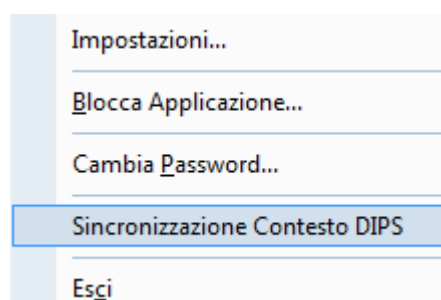 Impostazioni...
Blocca Applicazione...
Cambia Password...
Sincronizzazione Contesto DIPS
Esci